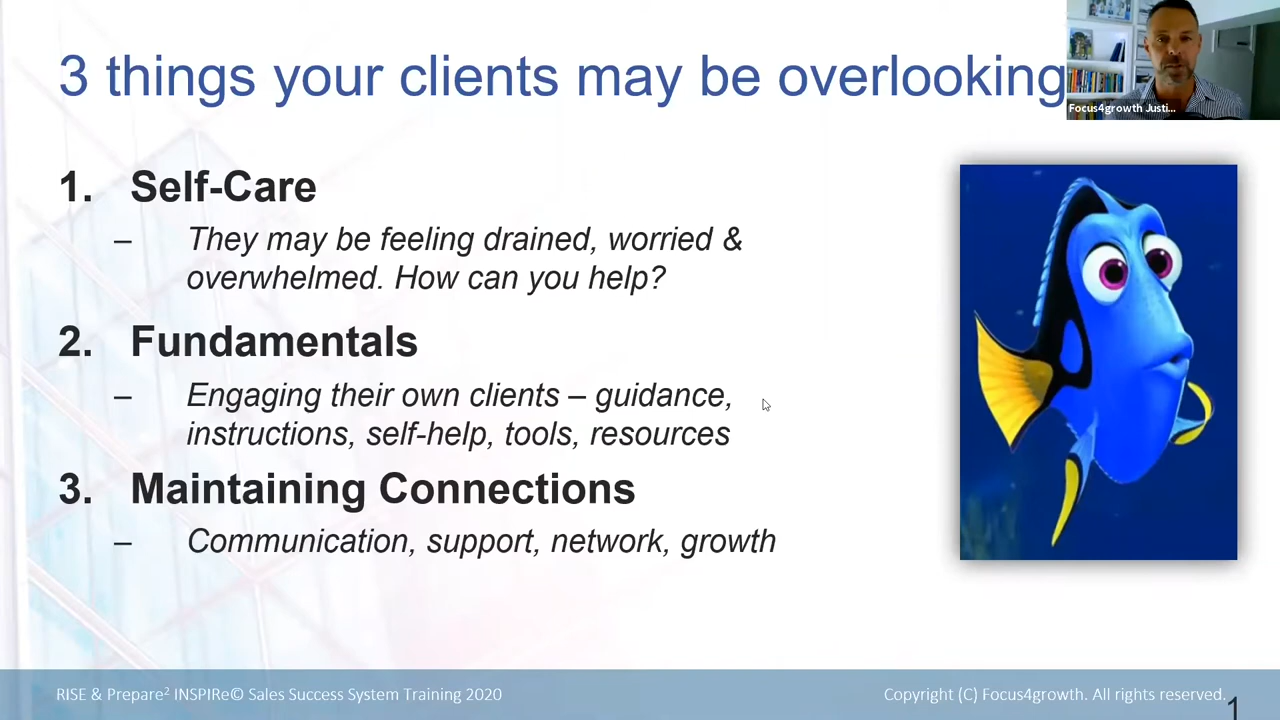 3 things your clients may be overlooking
Focus4growth Justi...
1. Self-Care
– They may be feeling drained, worried &
overwhelmed. How can you help?
2. Fundamentals
– Engaging their own clients – guidance,
instructions, self-help, tools, resources
3. Maintaining Connections
– Communication, support, network, growth
RISE & Prepare² INSPIRe© Sales Success System Training 2020
Copyright (C) Focus4growth. All rights reserved.
1